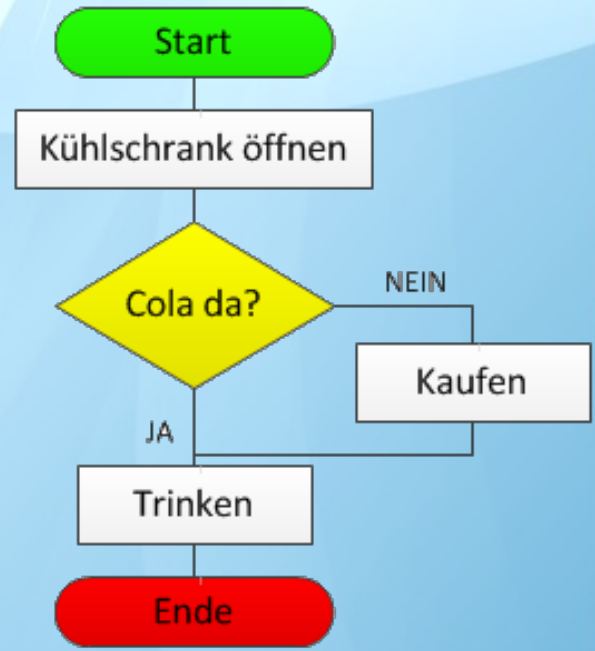 Start
Kühlschrank öffnen
Cola da?
NEIN
Kaufen
JA
Trinken
Ende